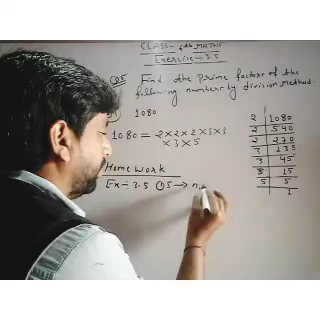 CLASS- 6th MATHS
Exercise÷3.5
Q5 Find the prime factors of the
following numbers by division method:
1080
1080 = 2×2×2×3×3
×3×5
Home Work
Ex÷3.5 Q5→ n
2 | 1080
2 | 540
2 | 270
3 | 135
3 | 45
3 | 15
5 | 5
1